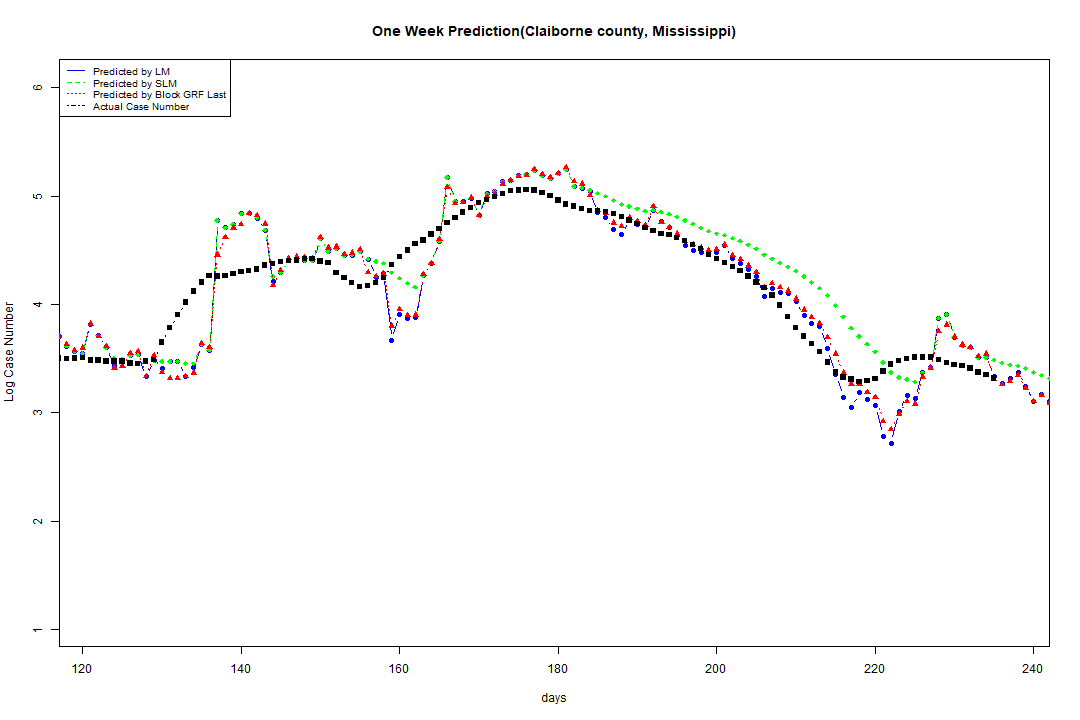 One Week Prediction(Claiborne county, Mississippi)
Predicted by LM
Predicted by SLM
Predicted by Block GRF Last
Actual Case Number
6
5
4
3
2
1
Log Case Number
120 140 160 180 200 220 240
days